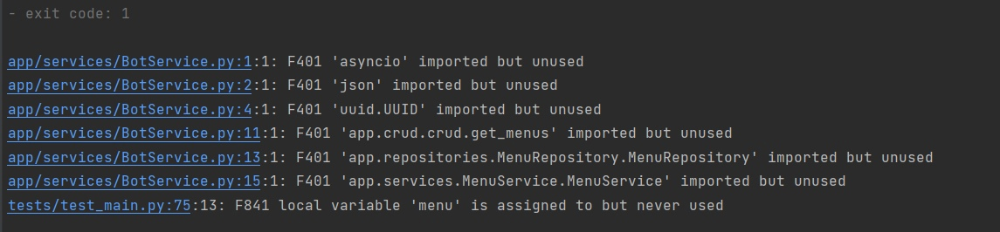 - exit code: 1
app/services/BotService.py:1:1: F401 'asyncio' imported but unused
app/services/BotService.py:2:1: F401 'json' imported but unused
app/services/BotService.py:4:1: F401 'uuid.UUID' imported but unused
app/services/BotService.py:11:1: F401 'app.crud.crud.get_menus' imported but unused
app/services/BotService.py:13:1: F401 'app.repositories.MenuRepository.MenuRepository' imported but unused
app/services/BotService.py:15:1: F401 'app.services.MenuService.MenuService' imported but unused
tests/test_main.py:75:13: F841 local variable 'menu' is assigned to but never used